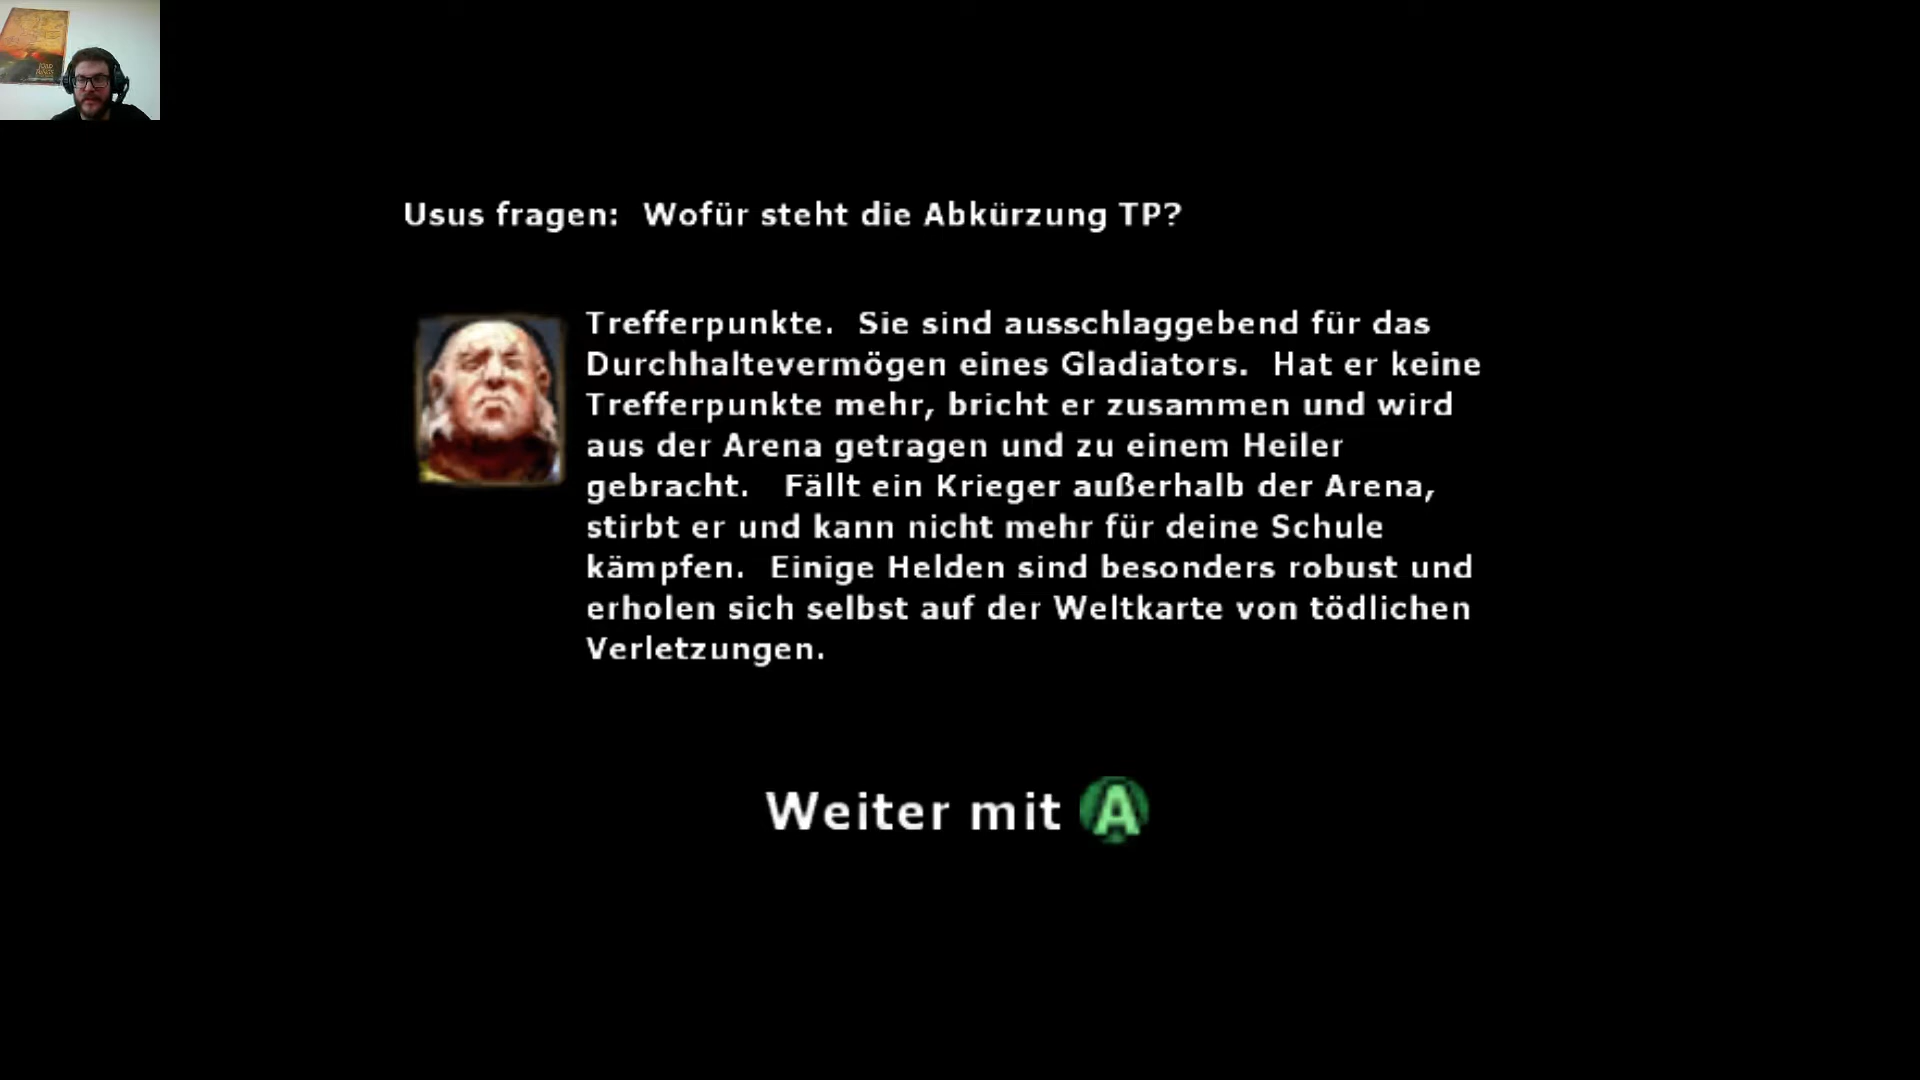 Usus fragen:  Wofür steht die Abkürzung TP?
Trefferpunkte.  Sie sind ausschlaggebend für das
Durchhaltevermögen eines Gladiators.  Hat er keine
Trefferpunkte mehr, bricht er zusammen und wird
aus der Arena getragen und zu einem Heiler
gebracht.   Fällt ein Krieger außerhalb der Arena,
stirbt er und kann nicht mehr für deine Schule
kämpfen.  Einige Helden sind besonders robust und
erholen sich selbst auf der Weltkarte von tödlichen
Verletzungen.
Weiter mit A